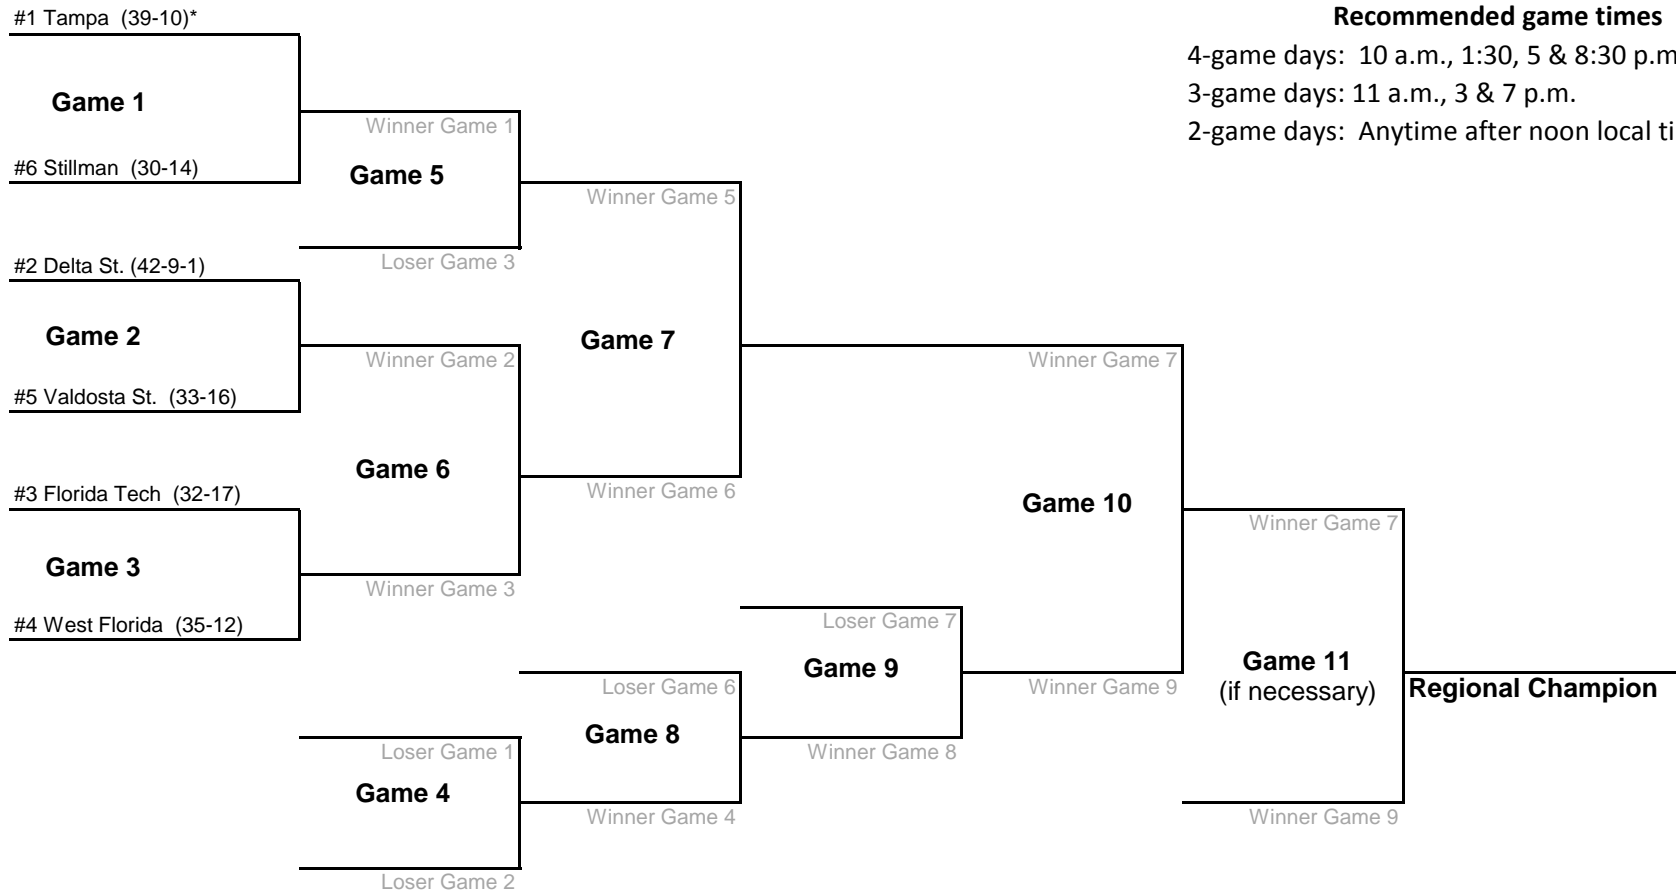 #1 Tampa (39-10)*
Recommended game times
4-game days: 10 a.m., 1:30, 5 & 8:30 p.m
3-game days: 11 a.m., 3 & 7 p.m.
2-game days: Anytime after noon local ti
Game 1
Winner Game 1
#6 Stillman (30-14)
Game 5
Winner Game 5
Loser Game 3
#2 Delta St. (42-9-1)
Game 2
Winner Game 2
Game 7
Winner Game 7
#5 Valdosta St. (33-16)
Game 6
Winner Game 6
#3 Florida Tech (32-17)
Game 10
Winner Game 7
Game 3
Winner Game 3
#4 West Florida (35-12)
Loser Game 7
Game 9
Game 11
(if necessary)
Loser Game 6
Winner Game 9
Regional Champion
Game 8
Loser Game 1
Winner Game 8
Game 4
Winner Game 4
Winner Game 9
Loser Game 2